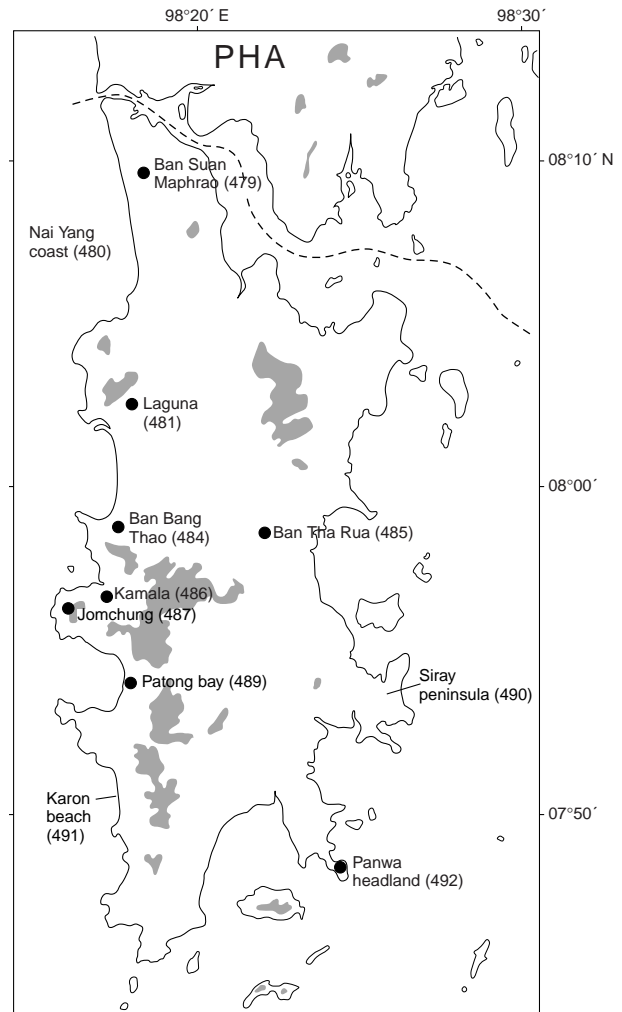 98°20´ E
98°30´
PHA
08°10´ N
Ban Suan
Maphrao (479)
Nai Yang
coast (480)
Laguna
(481)
08°00´
Ban Bang
Thao (484)
Ban Tha Rua (485)
Kamala (486)
Jomchung (487)
Patong bay (489)
Siray
peninsula (490)
Karon
beach
(491)
07°50´
Panwa
headland (492)